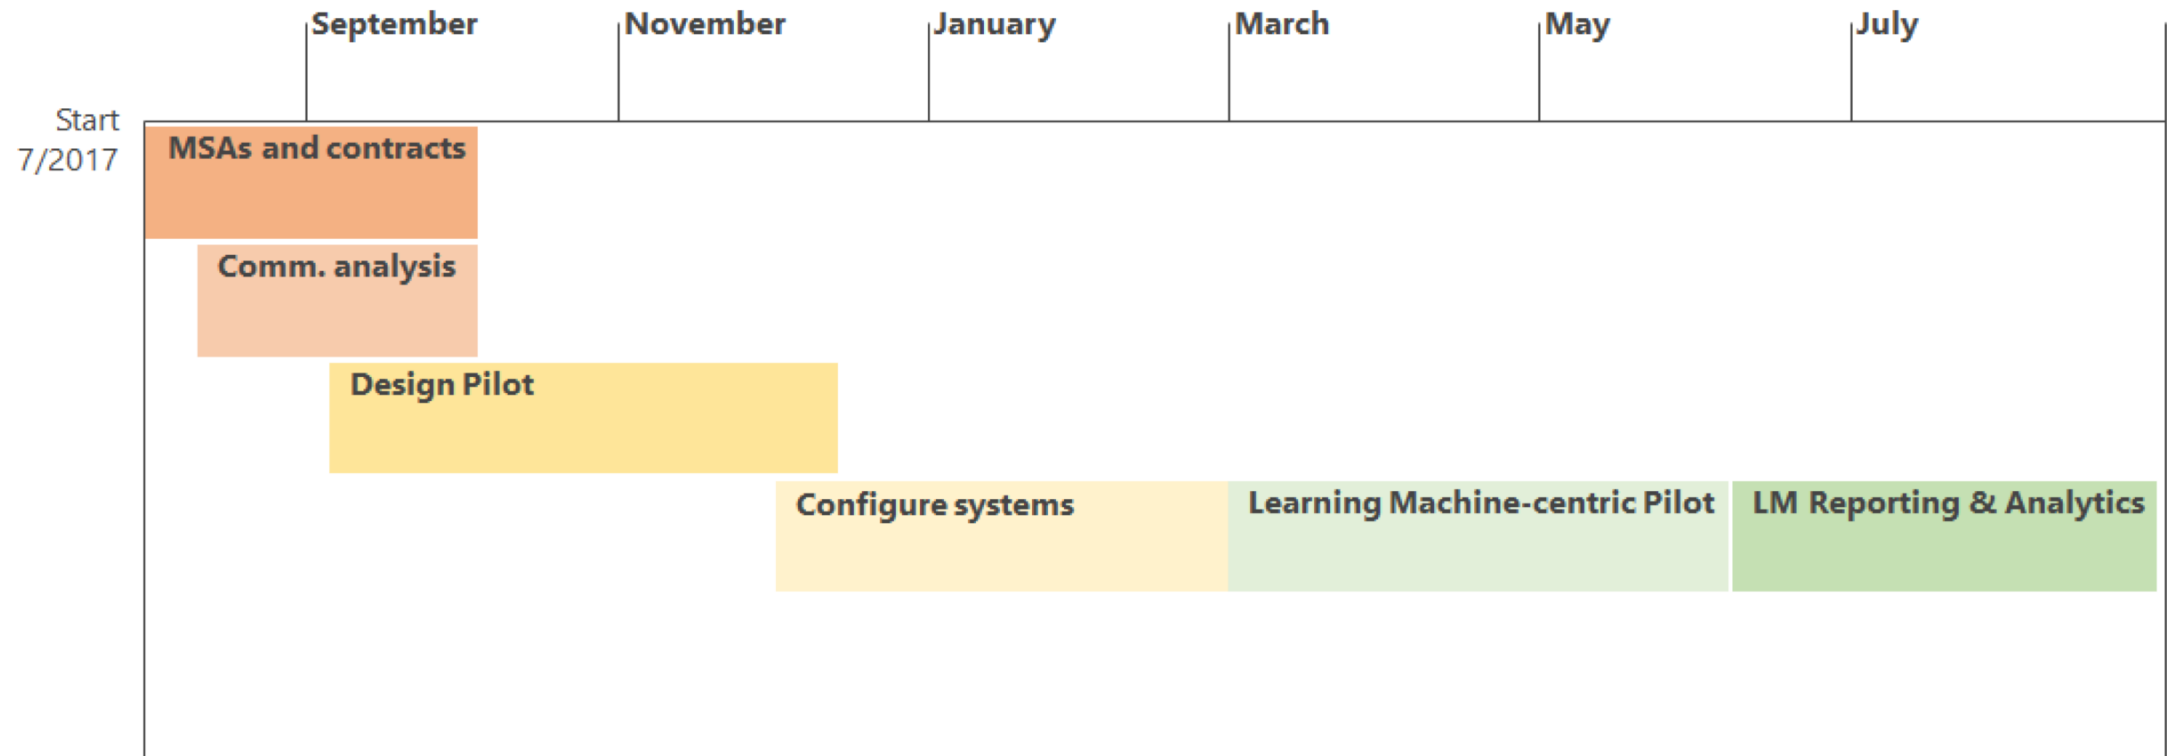 September
November
January
March
May
July
Start
7/2017
MSAs and contracts
Comm. analysis
Design Pilot
Configure systems
Learning Machine-centric Pilot
LM Reporting & Analytics